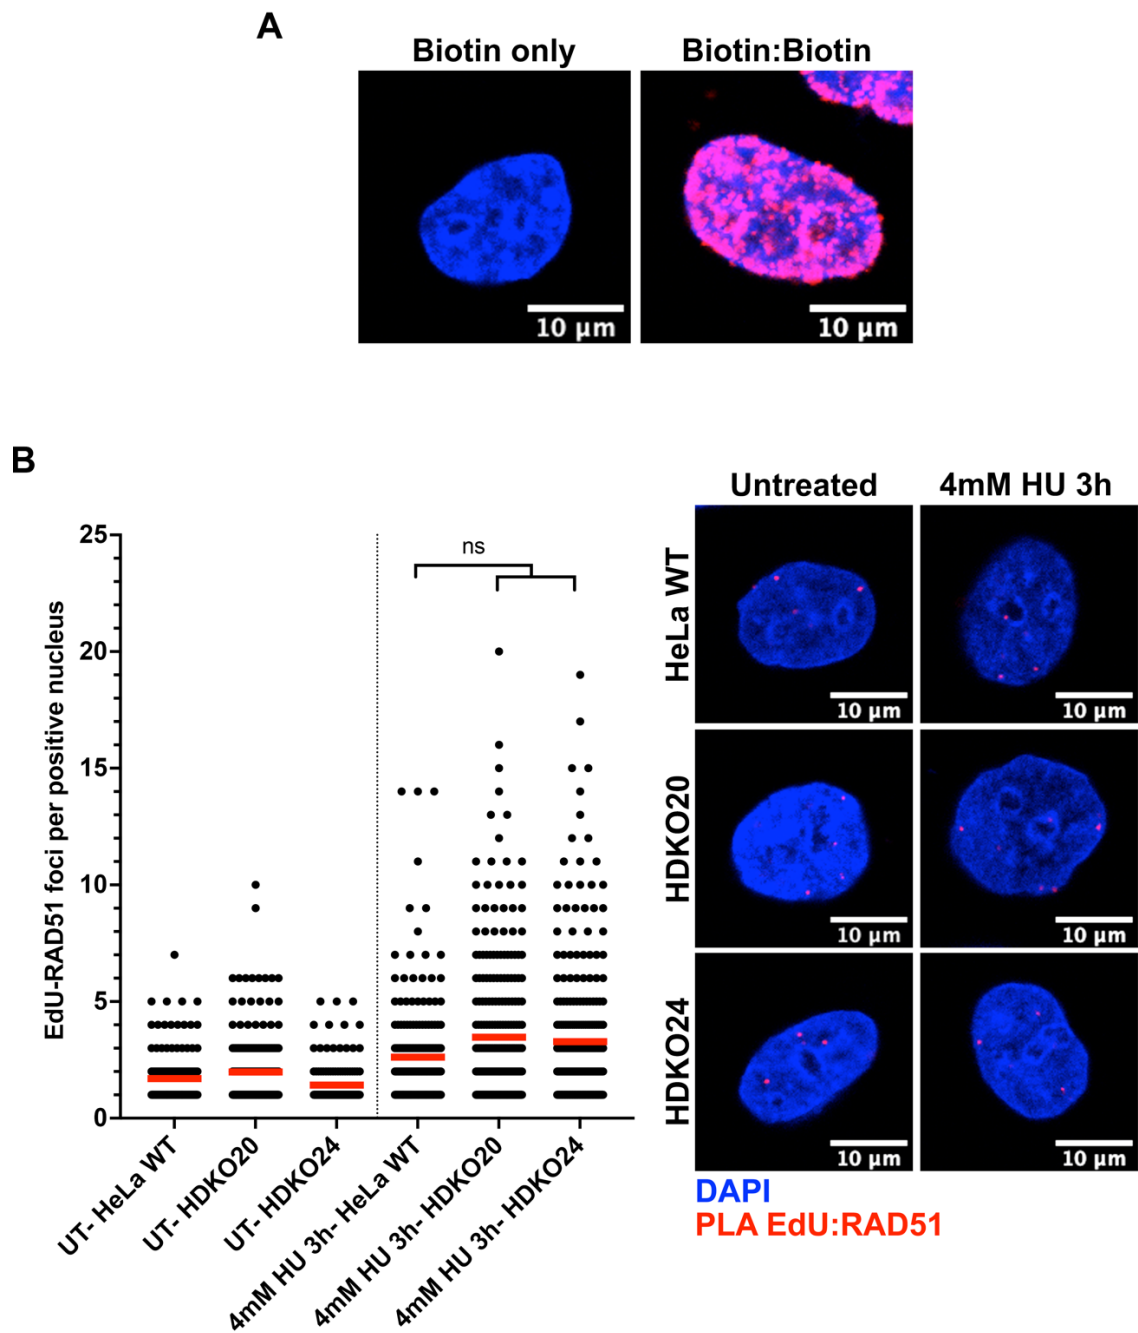 A
Biotin only
Biotin:Biotin
10 µm
10 µm
B
EdU-RAD51 foci per positive nucleus
25
20
15
10
5
0
ns
UT- HeLa WT
UT- HDKO20
UT- HDKO24
4mM HU 3h- HeLa WT
4mM HU 3h- HDKO20
4mM HU 3h- HDKO24
Untreated
4mM HU 3h
HeLa WT
10 µm
10 µm
HDKO20
10 µm
10 µm
HDKO24
10 µm
10 µm
DAPI
PLA EdU:RAD51